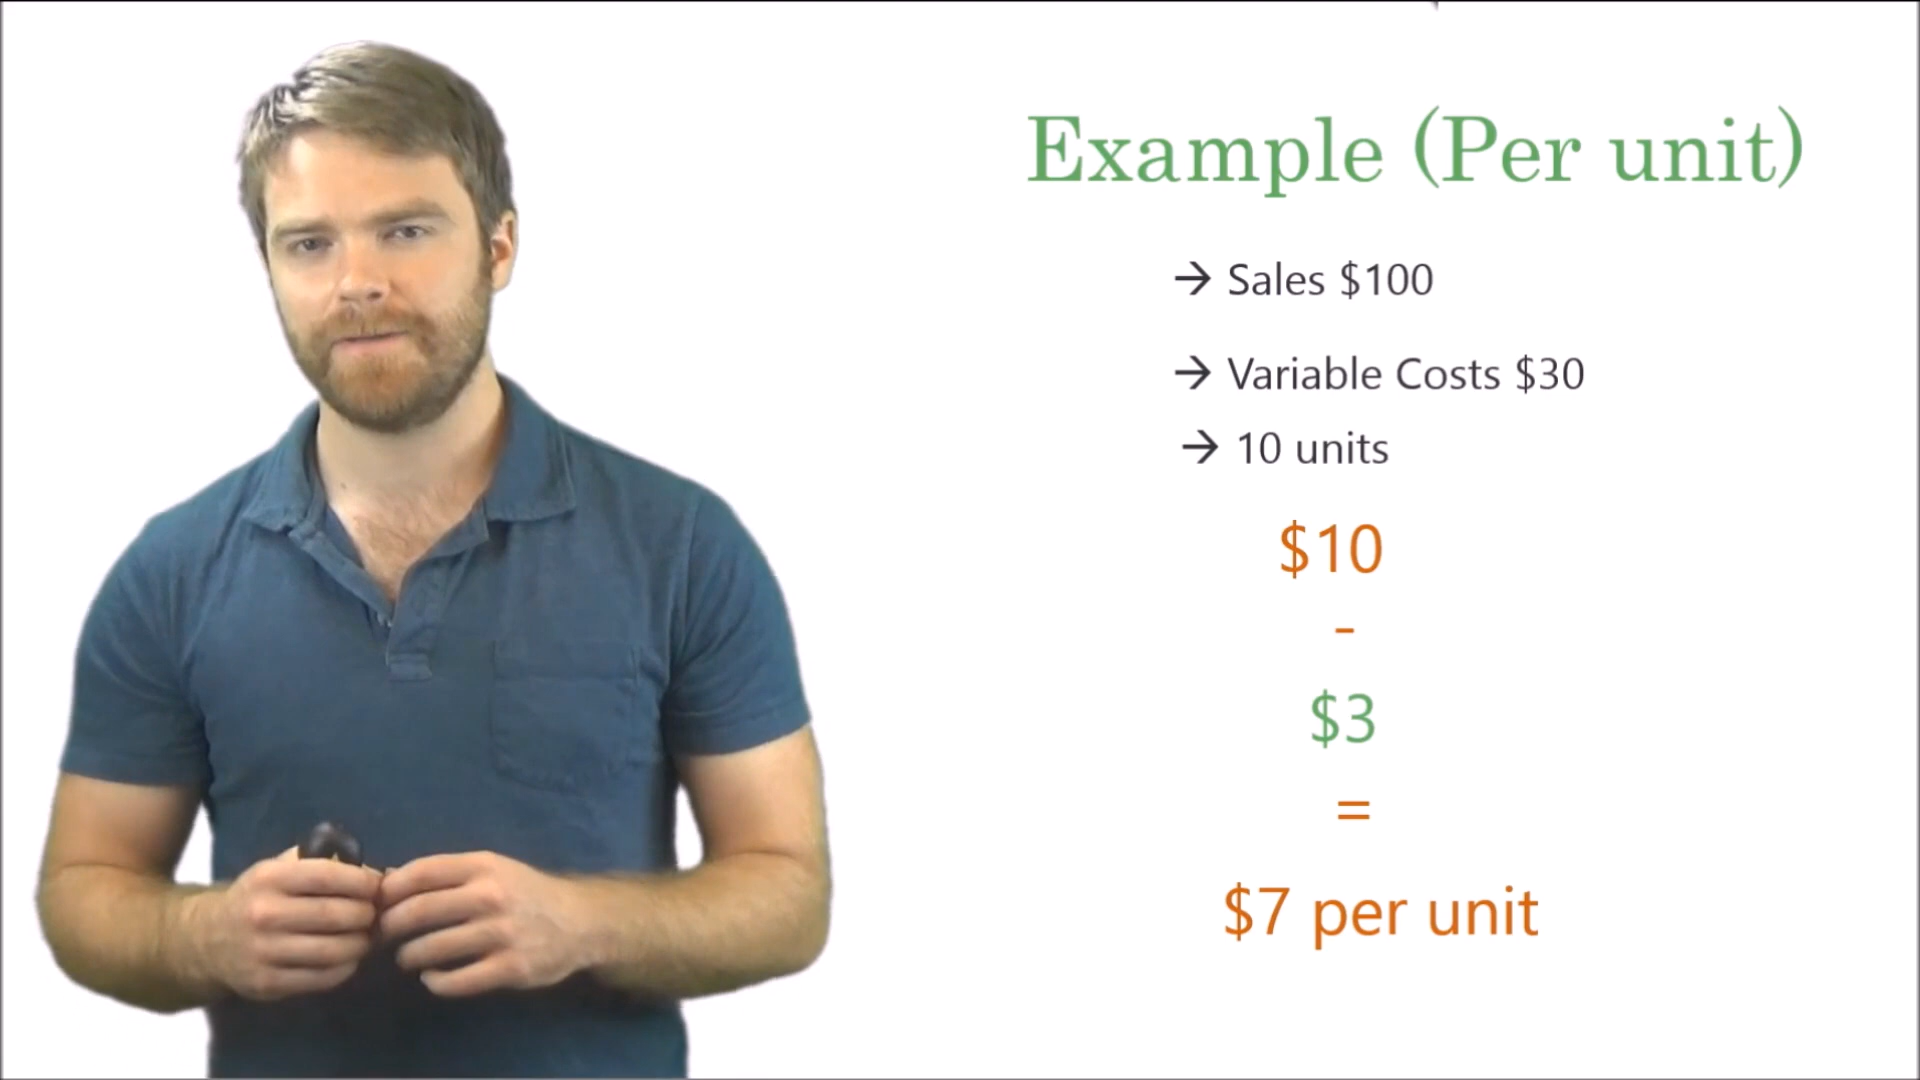 Example (Per unit)
→ Sales $100
→ Variable Costs $30
→ 10 units
$10
-
$3
=
$7 per unit